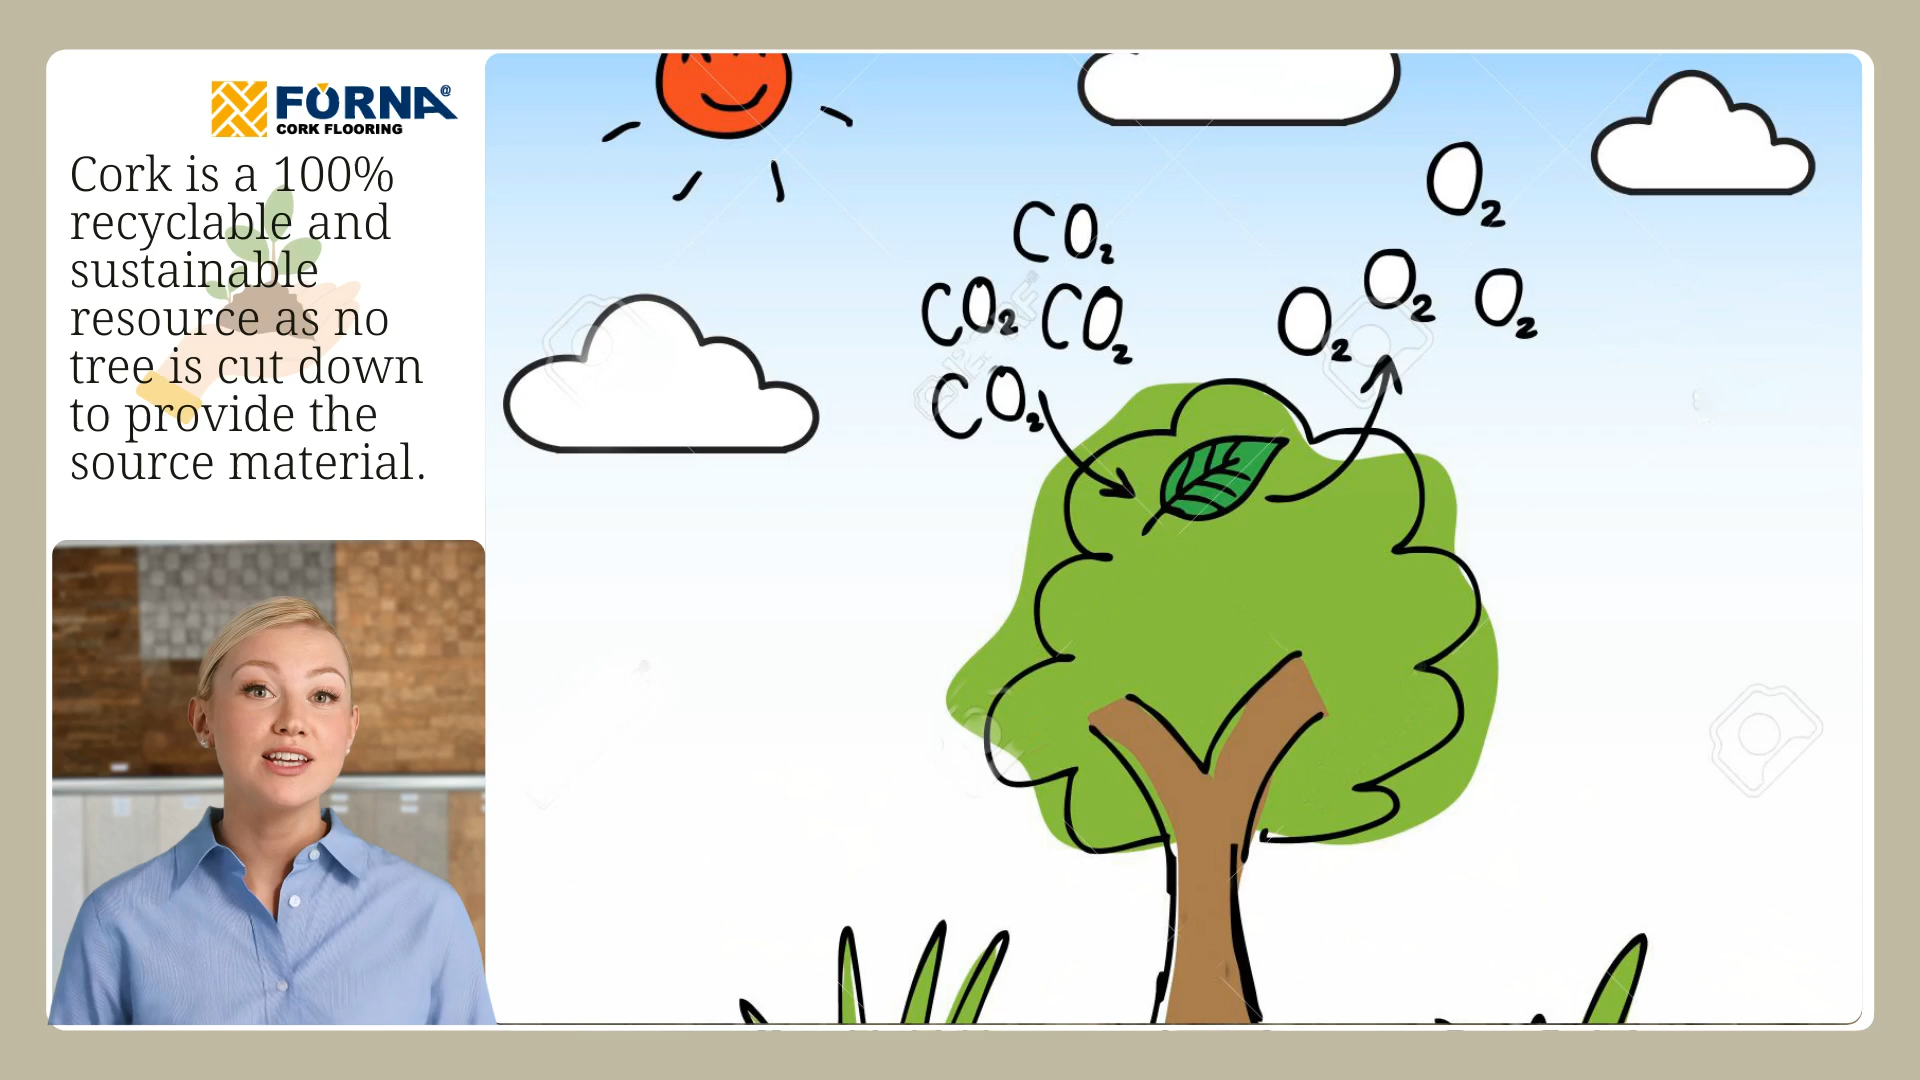 FORNA@
CORK FLOORING
Cork is a 100%
recyclable and
sustainable
resource as no
tree is cut down
to provide the
source material.
CO₂
CO₂ CO₂
CO₂
O₂
O₂
O₂
O₂